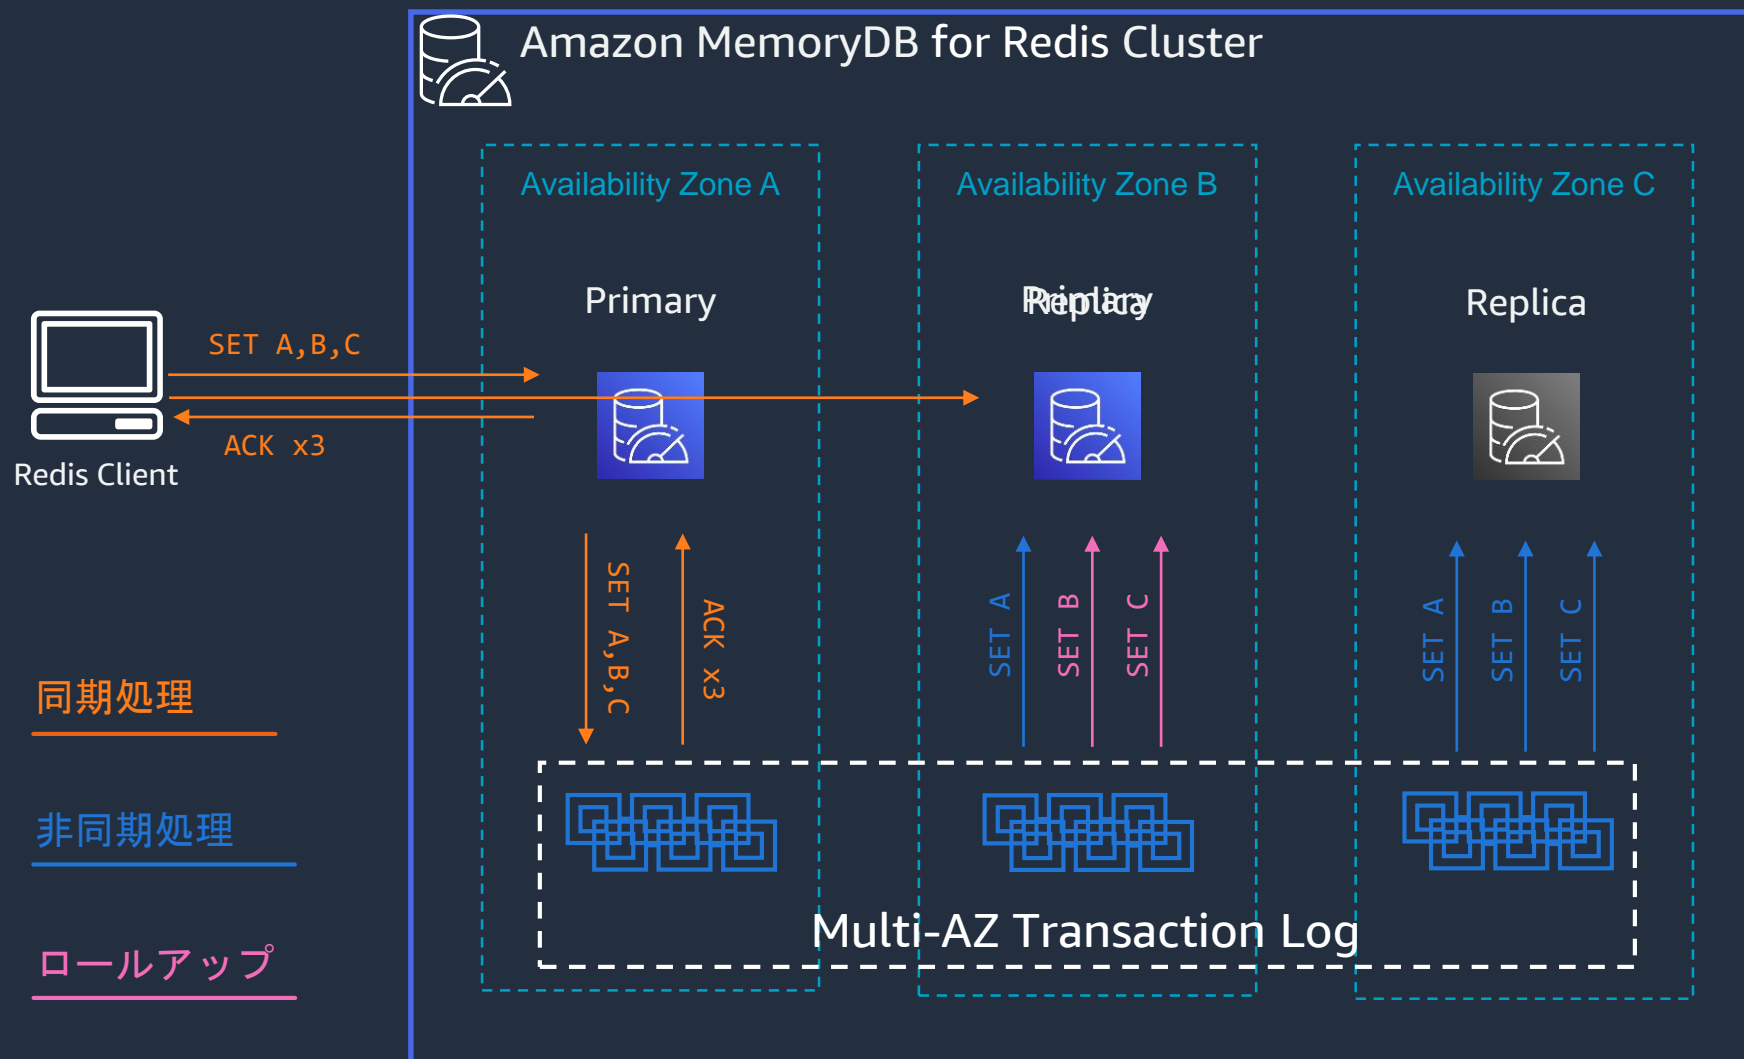 Amazon MemoryDB for Redis Cluster
Availability Zone A
Availability Zone B
Availability Zone C
Primary
Primary
Replica
Replica
SET A,B,C
ACK x3
Redis Client
SET A,B,C
ACK x3
SET A
SET B
SET C
SET A
SET B
SET C
同期処理
非同期処理
ロールアップ
Multi-AZ Transaction Log